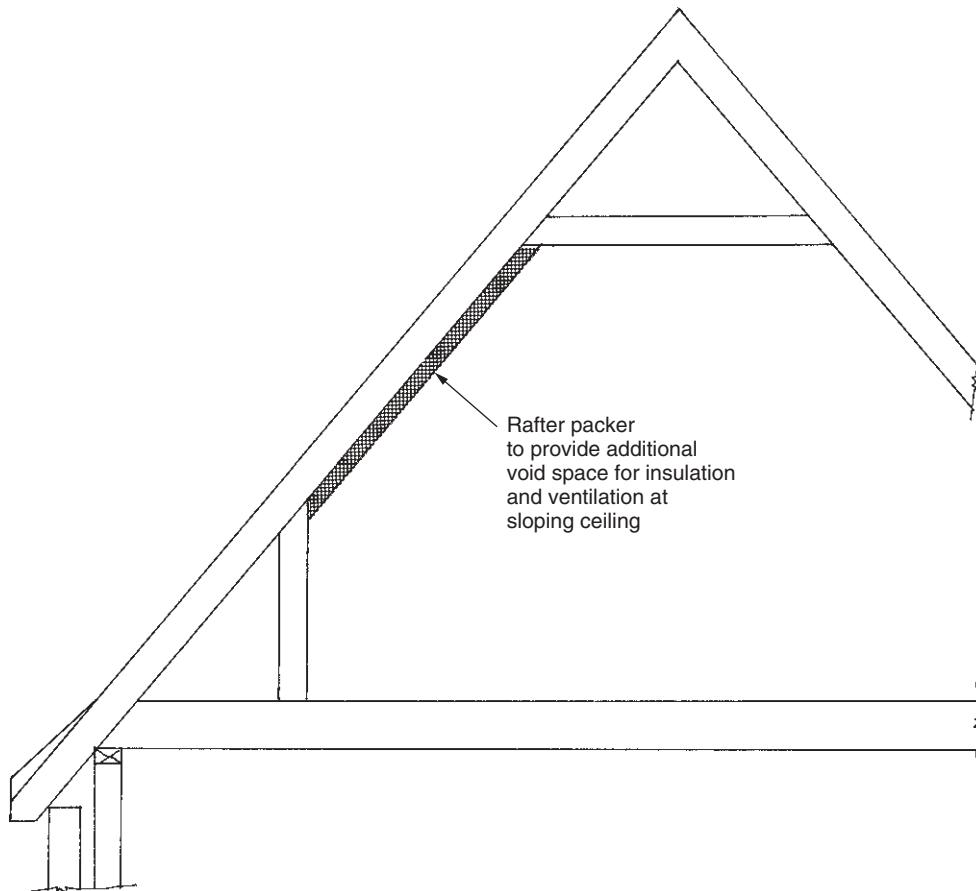 Rafter packer
to provide additional
void space for insulation
and ventilation at
sloping ceiling